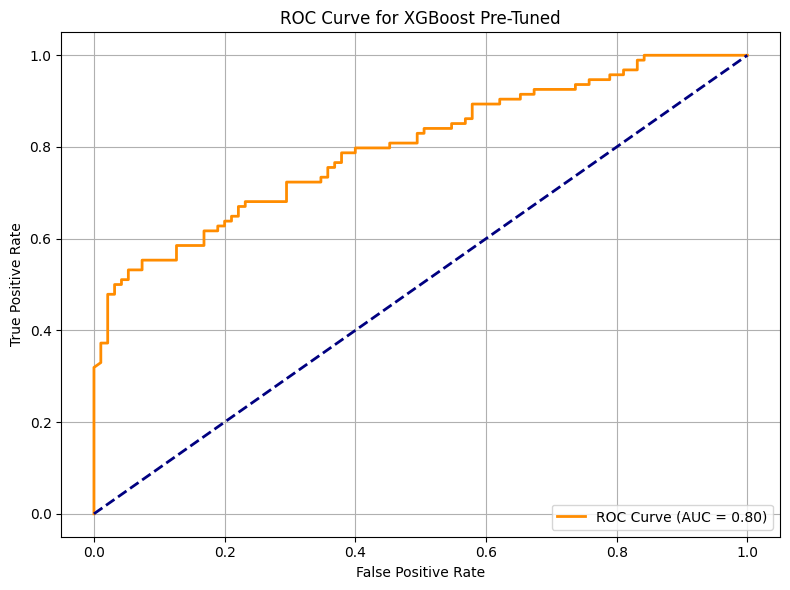 ROC Curve for XGBoost Pre-Tuned
True Positive Rate
1.0
0.8
0.6
0.4
0.2
0.0
ROC Curve (AUC = 0.80)
0.0 0.2 0.4 0.6 0.8 1.0
False Positive Rate